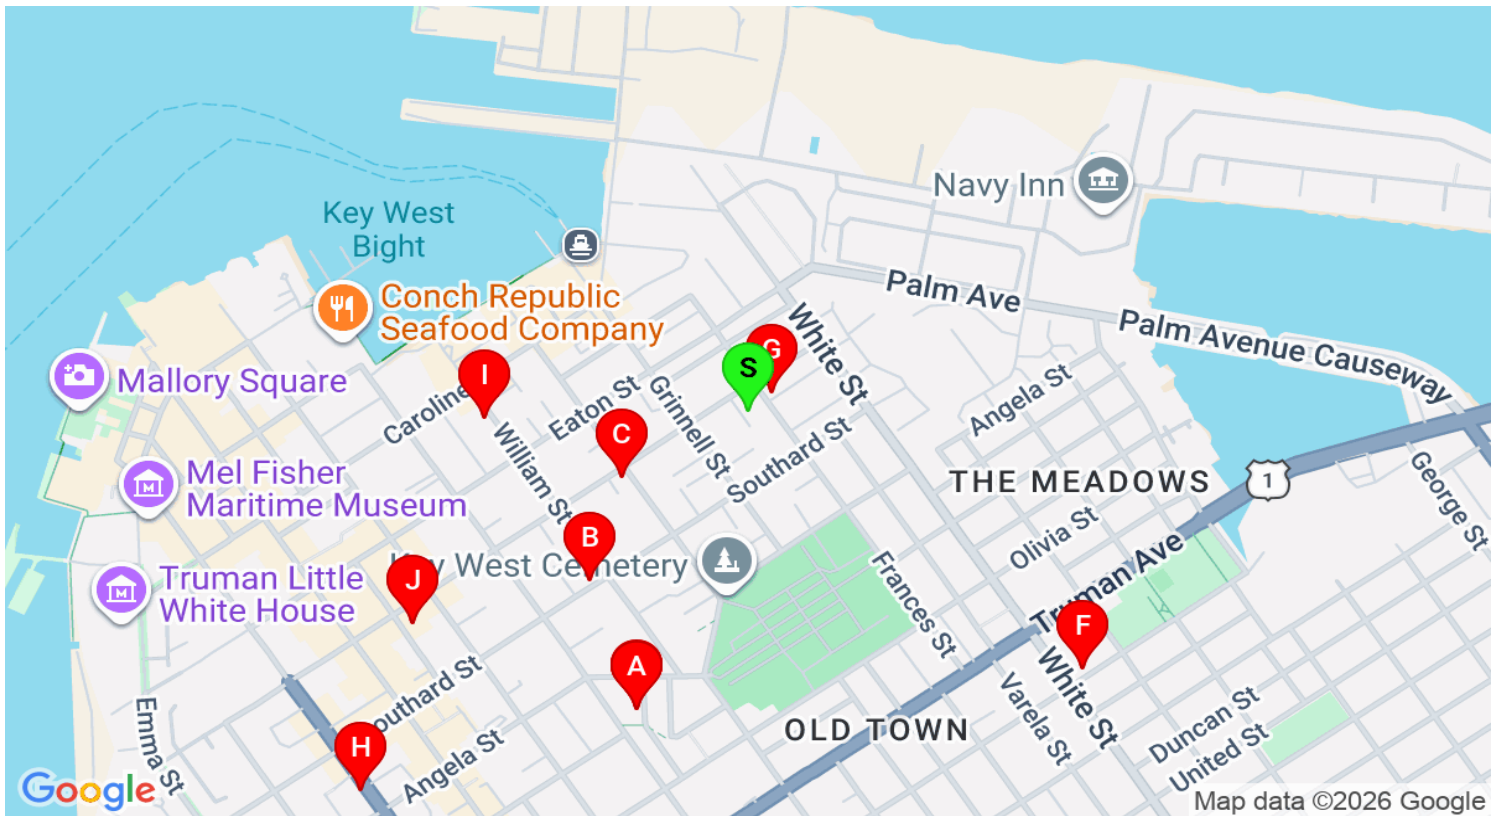 Navy Inn
Key West
Bight
Palm Ave
Conch Republic
Seafood Company
White St
Palm Avenue Causeway
G
S
I
Mallory Square
Caroline
Eaton St
Grinnell St
Angela St
C
William St
Southard St
Mel Fisher
Maritime Museum
THE MEADOWS
1
George St
B
Key West Cemetery
Olivia St
Truman Ave
J
Truman Little
White House
Frances St
F
A
Southard St
White St
Emma St
Varela St
Duncan St
OLD TOWN
H
Angela St
United St
Google
Map data ©2026 Google